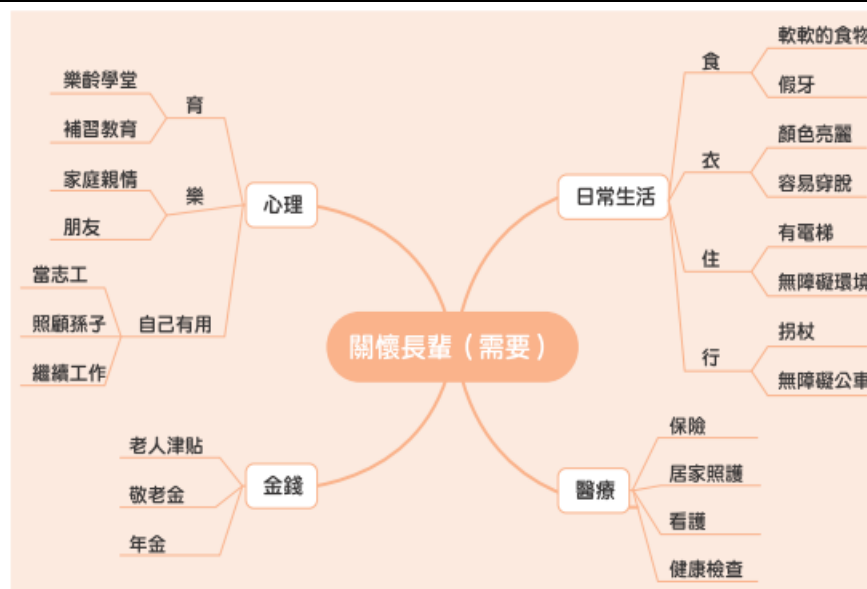 關懷長輩（需要）
心理
育
樂齡學堂
補習教育
樂
家庭親情
朋友
自己有用
當志工
照顧孫子
繼續工作
金錢
老人津貼
敬老金
年金
日常生活
食
軟軟的食物
假牙
衣
顏色亮麗
容易穿脫
住
有電梯
無障礙環境
行
拐杖
無障礙公車
醫療
保險
居家照護
看護
健康檢查